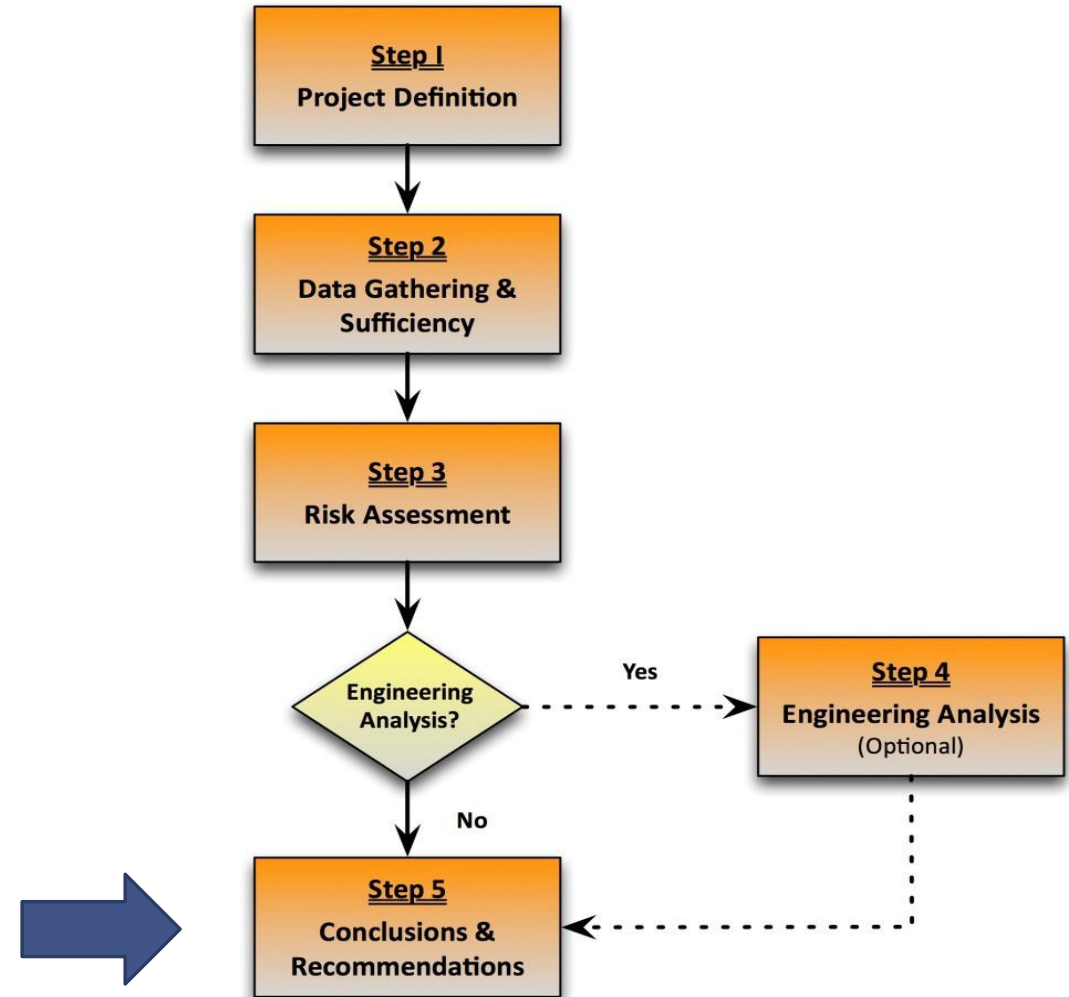 Step I
Project Definition
Step 2
Data Gathering &
Sufficiency
Step 3
Risk Assessment
Engineering
Analysis?
Yes
Step 4
Engineering Analysis
(Optional)
No
Step 5
Conclusions &
Recommendations